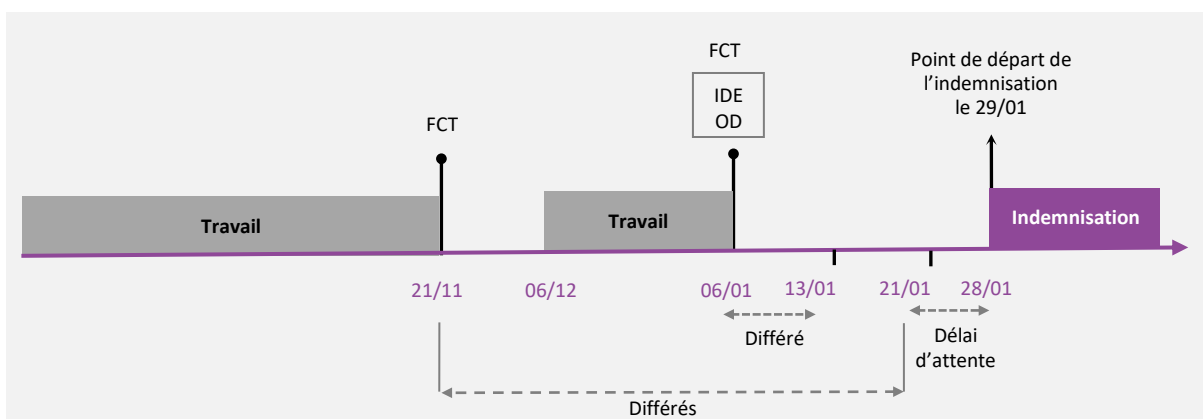 FCT
IDE
OD
Point de départ de
l’indemnisation
le 29/01
FCT
Travail
Travail
Indemnisation
21/11
06/12
06/01
13/01
21/01
28/01
Différé
Délai
d’attente
Différés